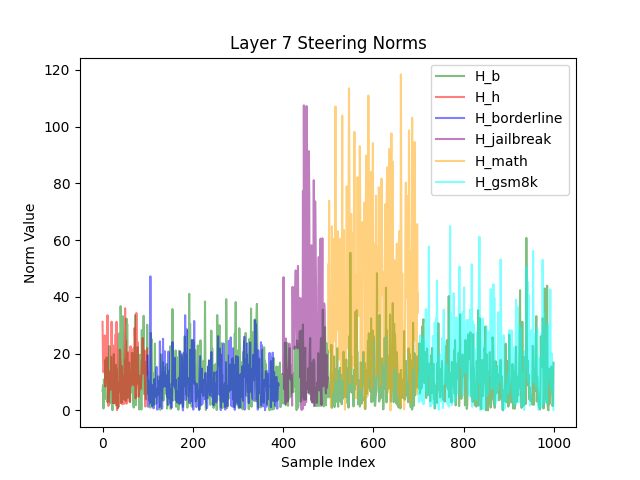 Layer 7 Steering Norms
H_b
H_h
H_borderline
H_jailbreak
H_math
H_gsm8k
Norm Value
120
100
80
60
40
20
0
0
200
400
600
800
1000
Sample Index